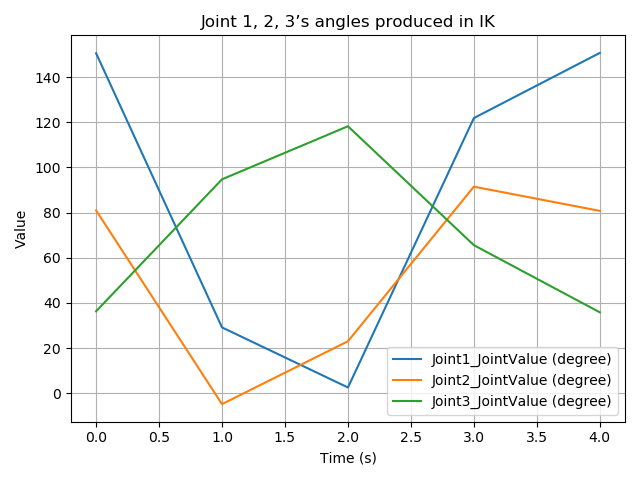 Joint 1, 2, 3’s angles produced in IK
Value
140
120
100
80
60
40
20
0
0.0 0.5 1.0 1.5 2.0 2.5 3.0 3.5 4.0
Time (s)
Joint1_JointValue (degree)
Joint2_JointValue (degree)
Joint3_JointValue (degree)